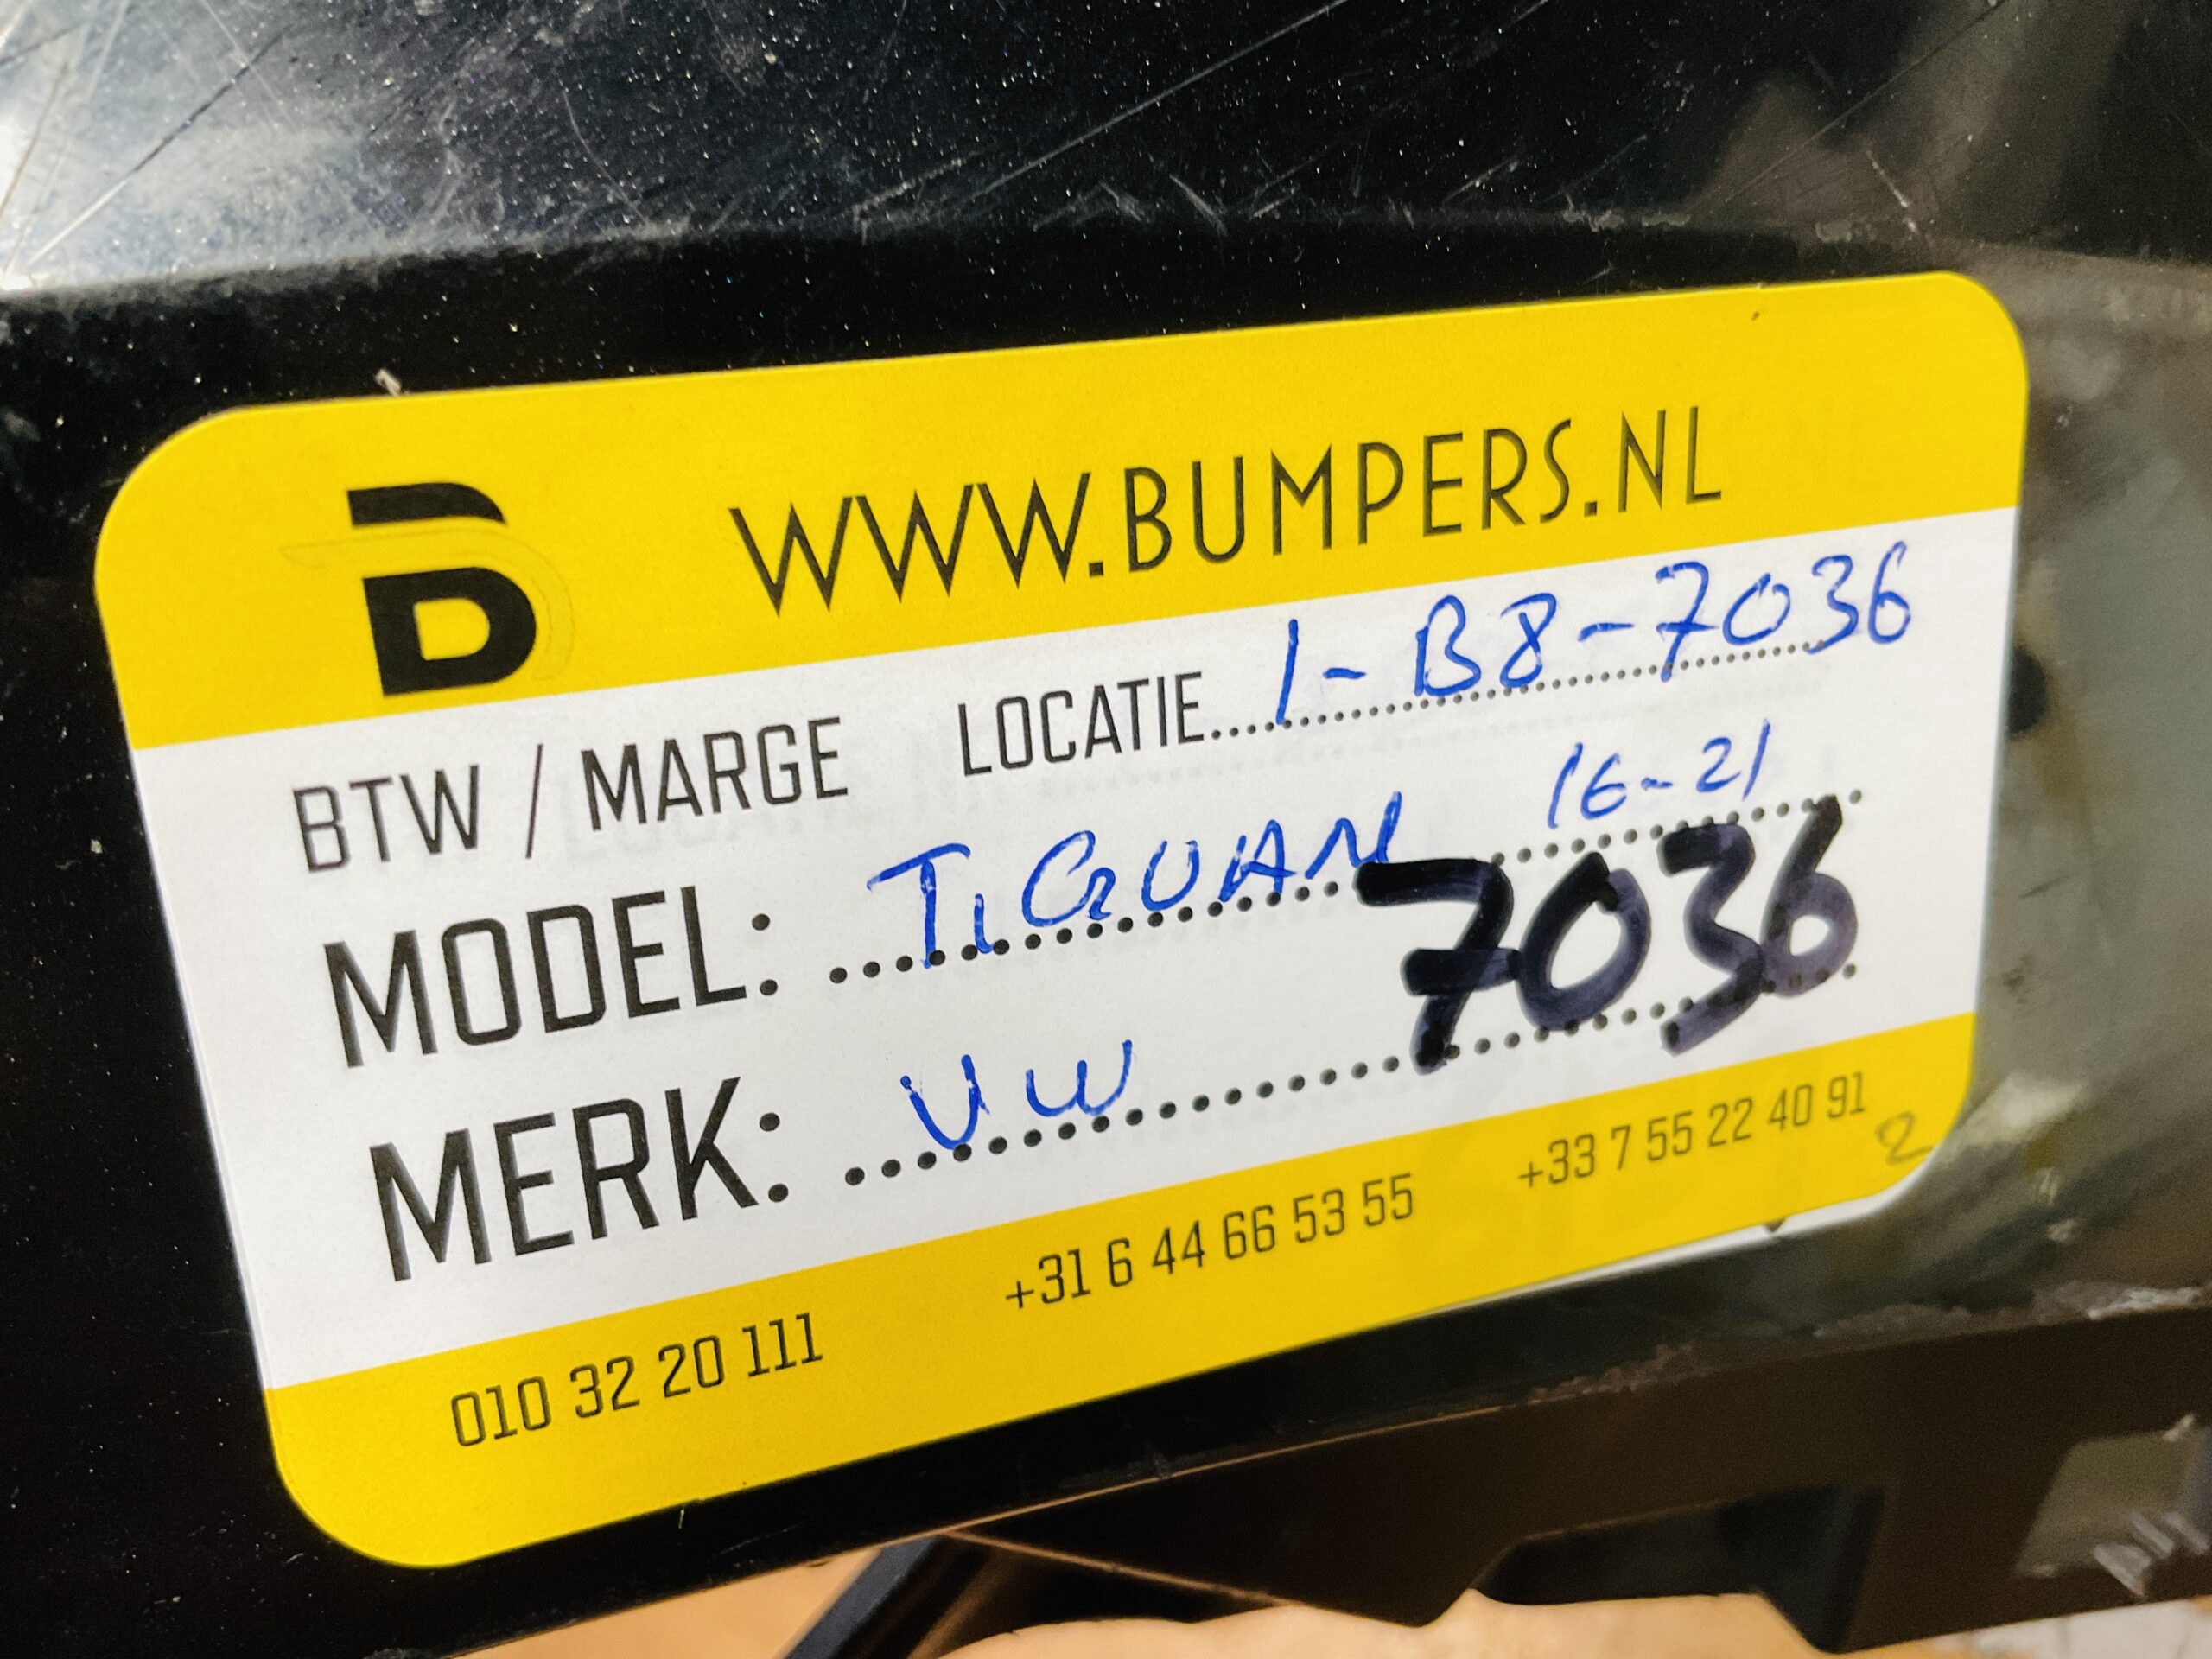 B WWW.BUMPERS.NL
BTW / MARGE LOCATIE 1-B8-7036
MODEL: TIGUAN 16-21
7036
MERK: VW
010 32 20 111 +31 6 44 66 53 55 +33 7 55 22 40 91 2